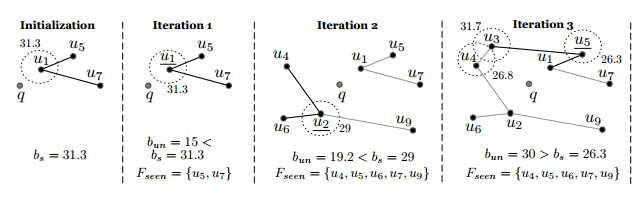 Initialization
31.3
u5
u1
u7
q
bs = 31.3
Iteration 1
u5
u1
u7
31.3
q
bun = 15 <
bs = 31.3
Fseen = {u5, u7}
Iteration 2
u4
u5
u1
u7
q
u6
u2
29
u9
bun = 19.2 < bs = 29
Fseen = {u4, u5, u6, u7, u9}
Iteration 3
31.7
u3
u5
u4
u1
26.3
26.8
u7
q
u6
u2
u9
bun = 30 > bs = 26.3
Fseen = {u4, u5, u6, u7, u9}